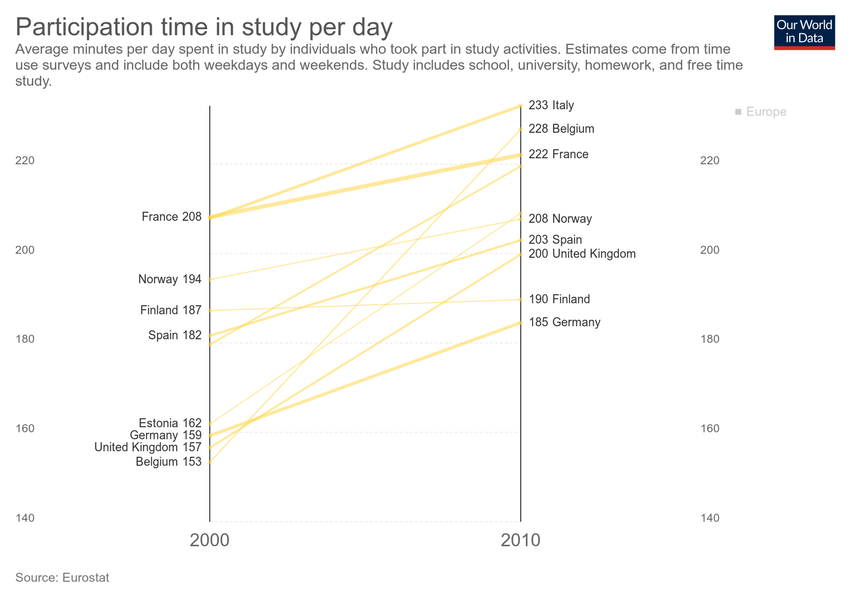 Participation time in study per day
Our World
in Data
Average minutes per day spent in study by individuals who took part in study activities. Estimates come from time
use surveys and include both weekdays and weekends. Study includes school, university, homework, and free time
study.
233 Italy
Europe
228 Belgium
222 France
220
220
France 208
208 Norway
203 Spain
200
200 United Kingdom
200
Norway 194
190 Finland
Finland 187
185 Germany
Spain 182
180
180
Estonia 162
160
160
Germany 159
United Kingdom 157
Belgium 153
140
140
2000
2010
Source: Eurostat